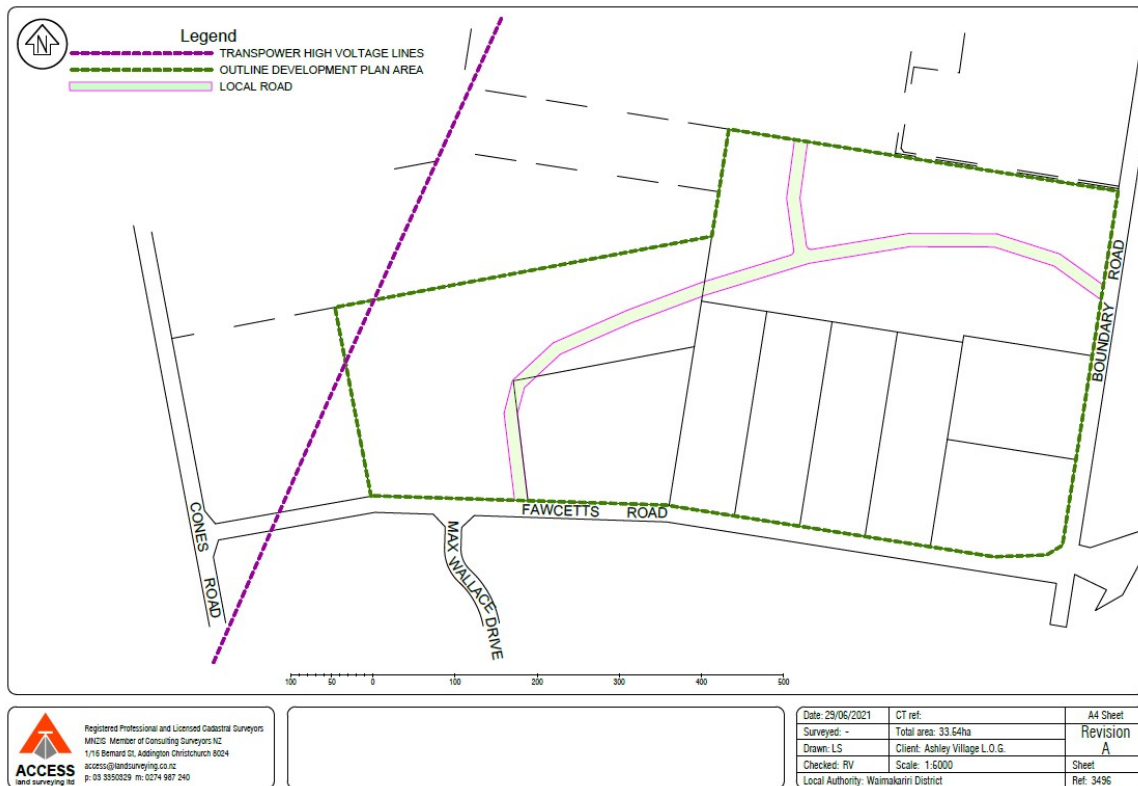 N
Legend
TRANSPOWER HIGH VOLTAGE LINES
OUTLINE DEVELOPMENT PLAN AREA
LOCAL ROAD
BOUNDARY ROAD
CONES ROAD
FAWCETTS ROAD
MAX WALLACE DRIVE
100 50 0 100 200 300 400 500
ACCESS
land surveying ltd
Registered Professional and Licensed Cadastral Surveyors
MNZIS Member of Consulting Surveyors NZ
1/16 Bernard St, Addington Christchurch 8024
access@landsurveying.co.nz
p: 03 3350329 m: 0274 987 240
Date: 29/06/2021 CT ref: A4 Sheet
Surveyed: - Total area: 33.64ha Revision
Drawn: LS Client: Ashley Village L.O.G. A
Checked: RV Scale: 1:6000 Sheet
Local Authority: Waimakariri District Ref: 3496